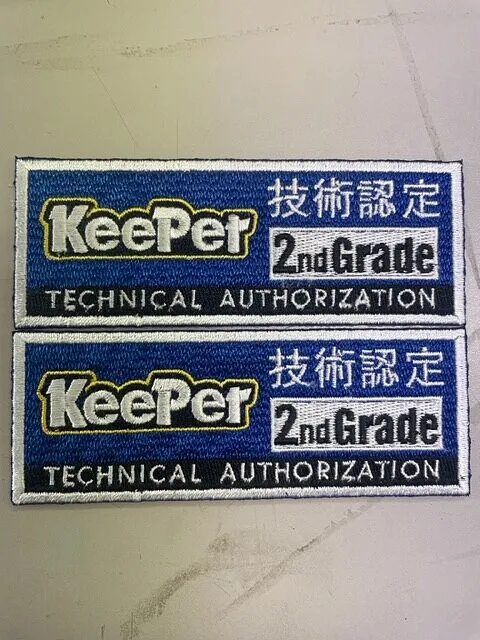 KeePer
技術認定
2nd Grade
TECHNICAL AUTHORIZATION
KeePer
技術認定
2nd Grade
TECHNICAL AUTHORIZATION